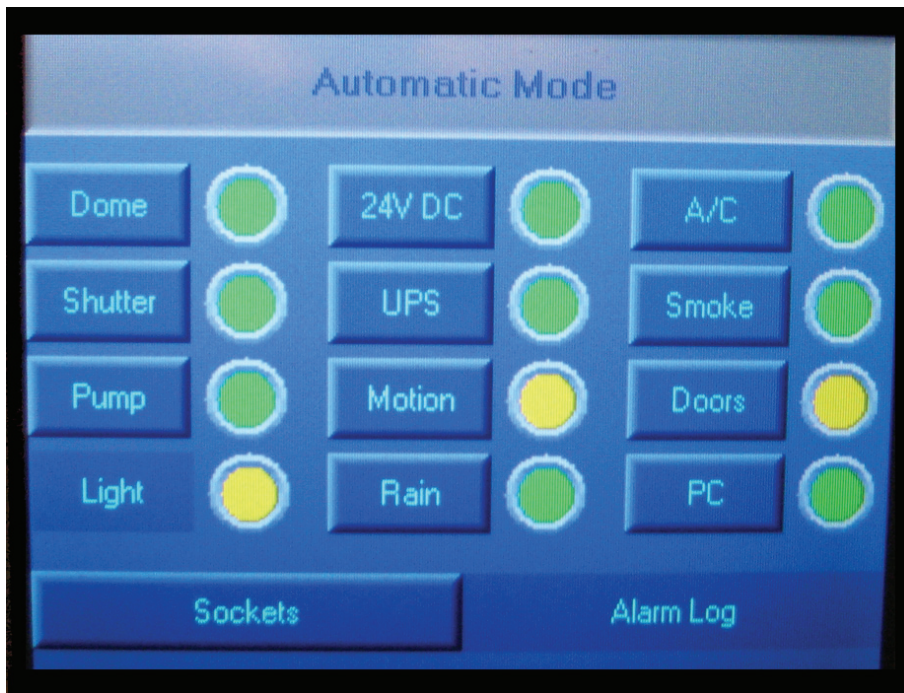 Automatic Mode
Dome 24V DC A/C
Shutter UPS Smoke
Pump Motion Doors
Light Rain PC
Sockets Alarm Log